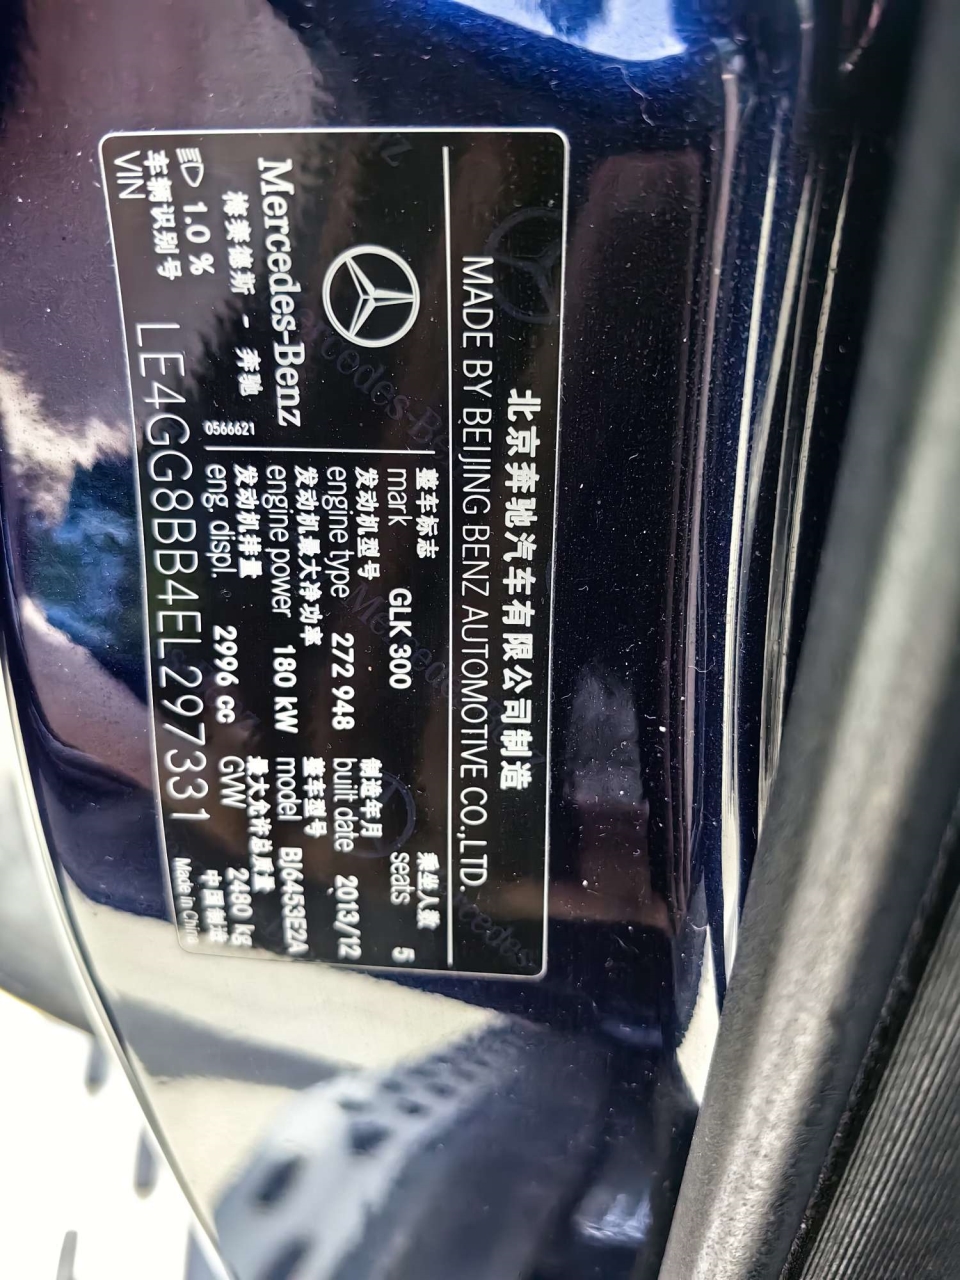 北京奔驰汽车有限公司制造
MADE BY BEIJING BENZ AUTOMOTIVE CO.,LTD.
Mercedes-Benz
梅赛德斯 - 奔驰
0566621
整车标志
mark GLK 300
乘坐人数
seats 5
发动机型号
engine type 272 948
制造年月
built date 2013/12
发动机最大净功率
engine power 180 kW
整车型号
model BJ6453E2A
发动机排量
eng. displ. 2996 cc
最大允许总质量
GVW 2480 kg
1.0 %
车辆识别号
VIN LE4GG8BB4EL297331
中国制造
Made in China